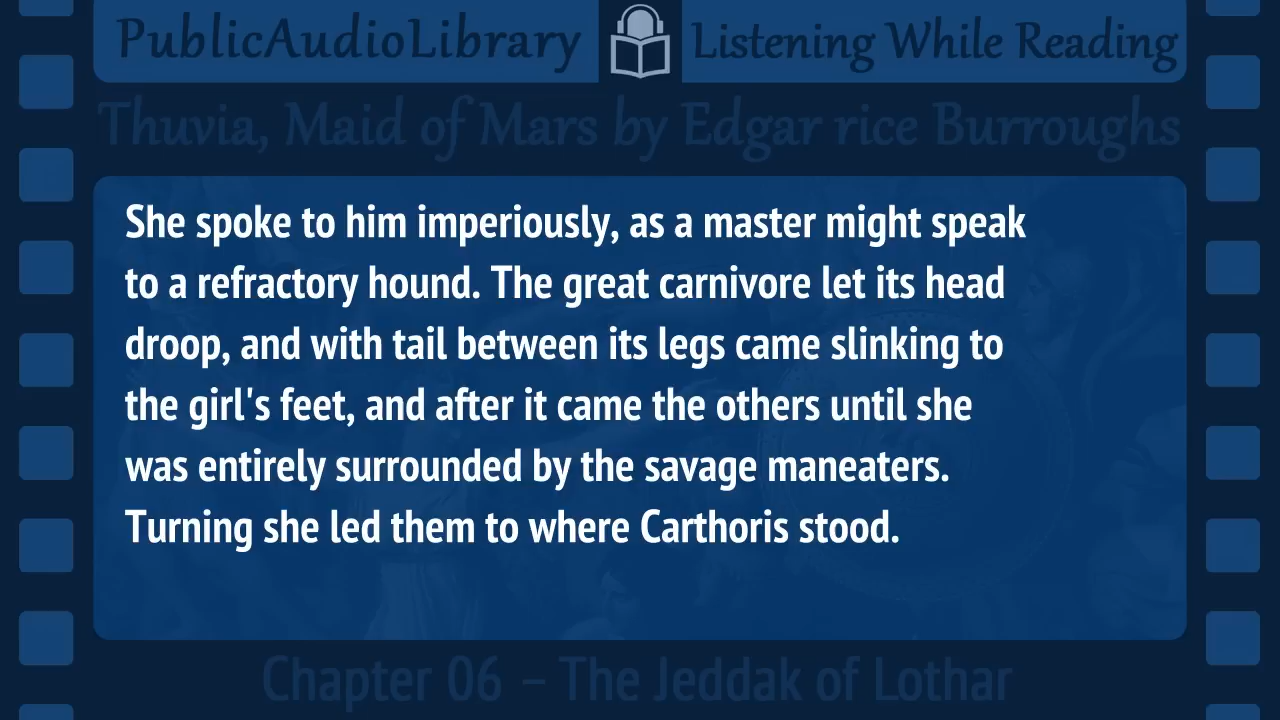 PublicAudioLibrary Listening While Reading
Thuvia, Maid of Mars by Edgar rice Burroughs
She spoke to him imperiously, as a master might speak
to a refractory hound. The great carnivore let its head
droop, and with tail between its legs came slinking to
the girl's feet, and after it came the others until she
was entirely surrounded by the savage maneaters.
Turning she led them to where Carthoris stood.
Chapter 06 – The Jeddak of Lothar